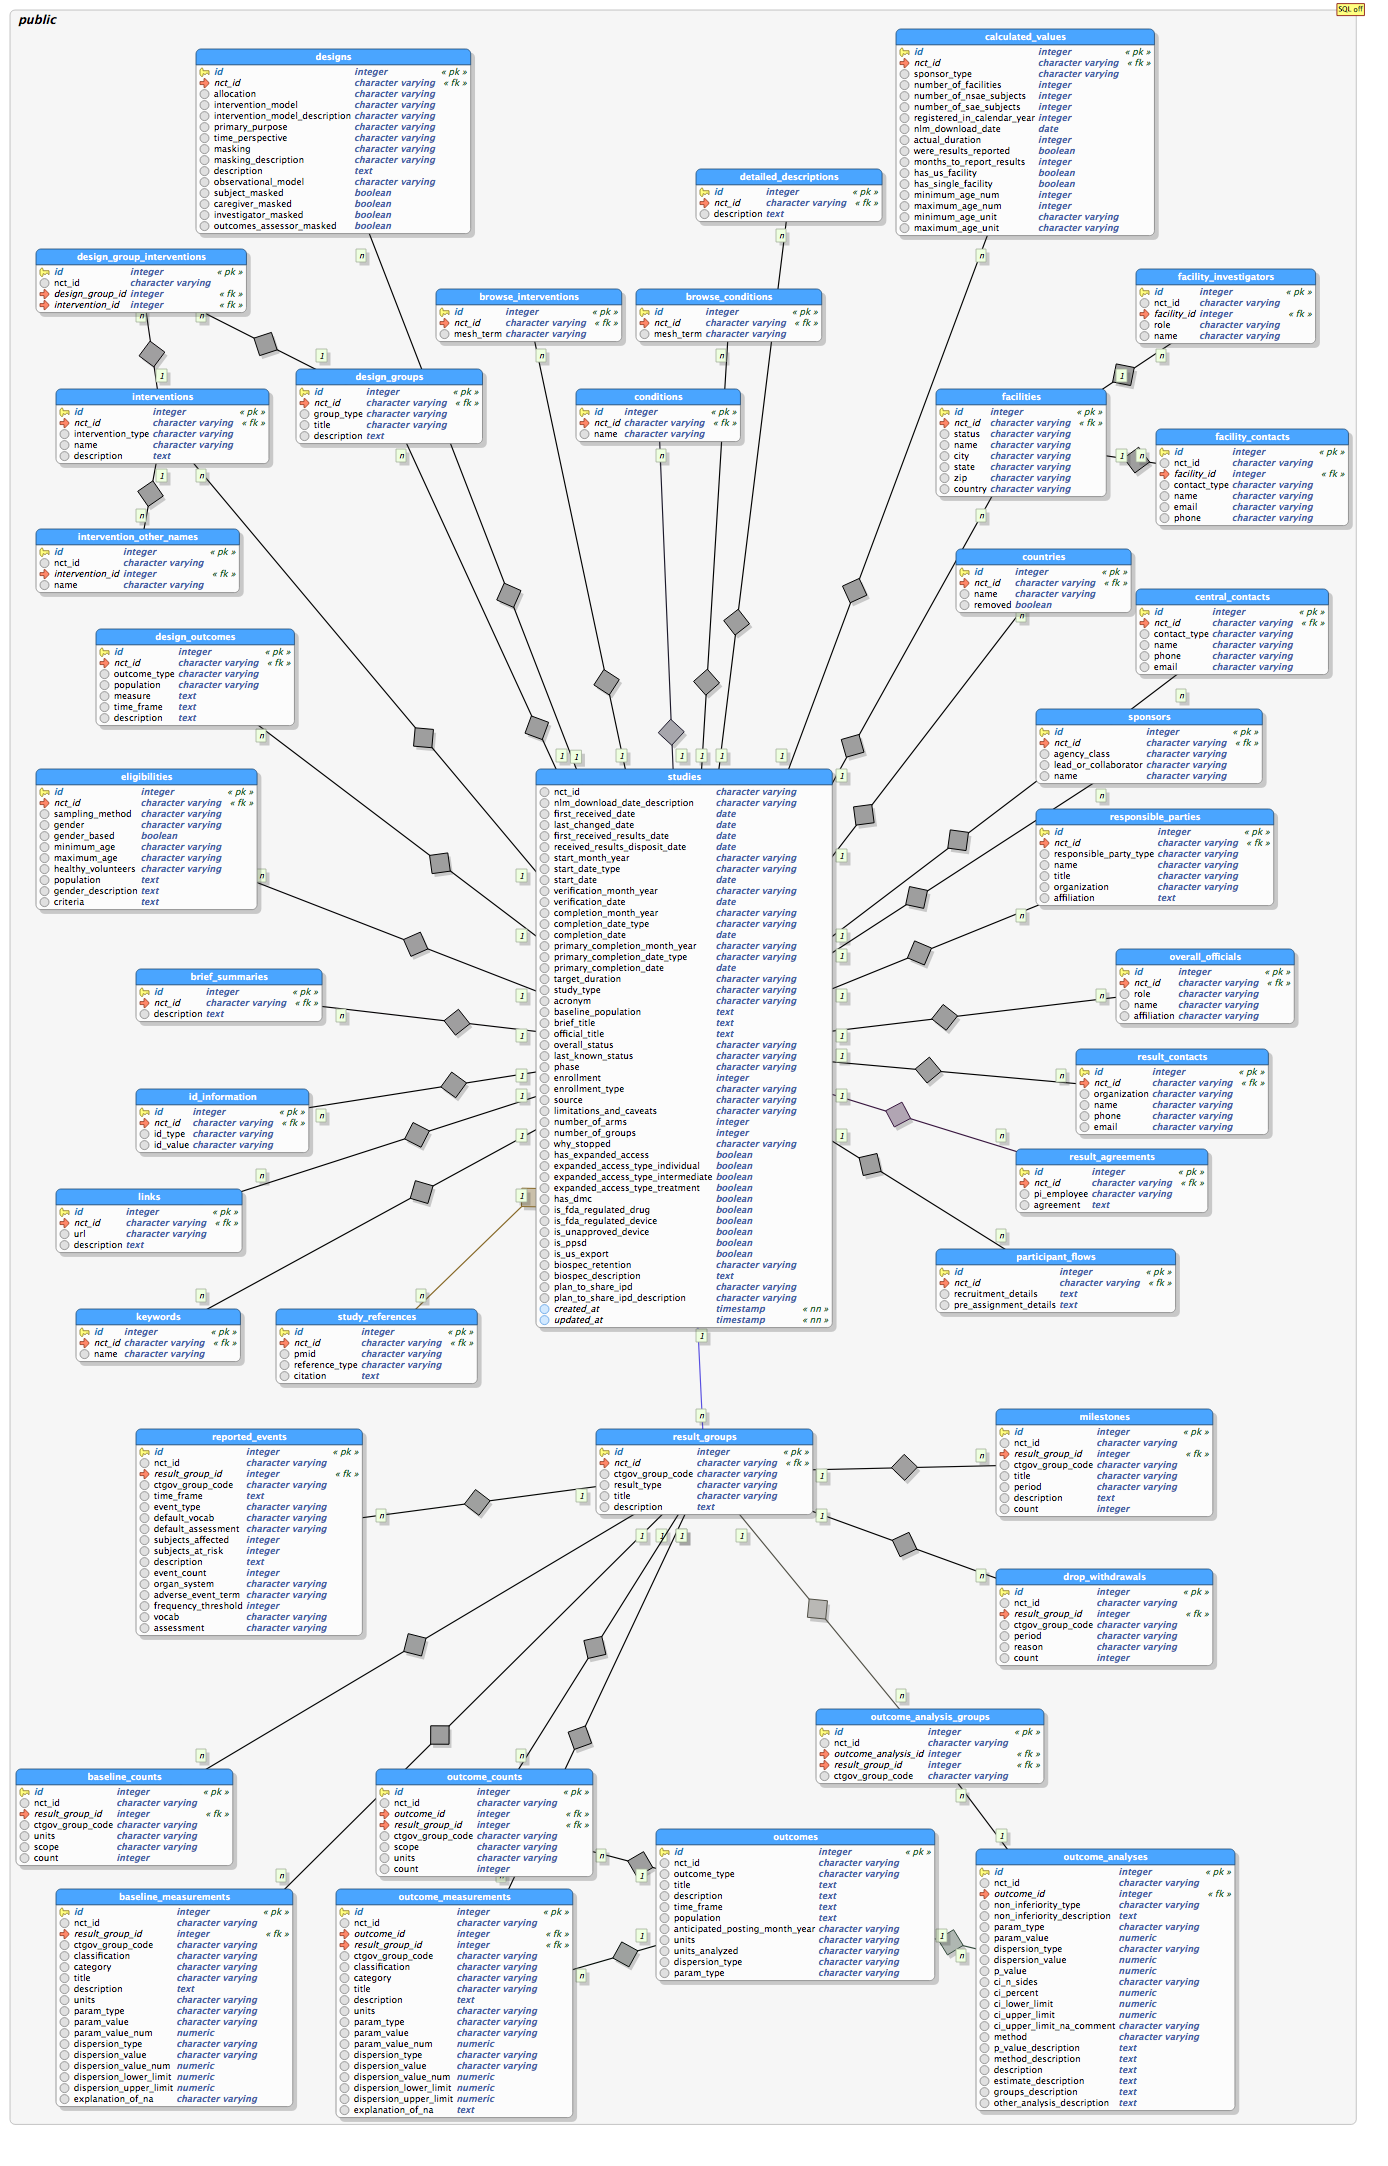 SQL off
public
calculated_values
id integer « pk »
nct_id character varying « fk »
sponsor_type character varying
number_of_facilities integer
number_of_nsae_subjects integer
number_of_sae_subjects integer
registered_in_calendar_year integer
nlm_download_date date
actual_duration integer
were_results_reported boolean
months_to_report_results integer
has_us_facility boolean
has_single_facility boolean
minimum_age_num integer
maximum_age_num integer
minimum_age_unit character varying
maximum_age_unit character varying
n
designs
id integer « pk »
nct_id character varying « fk »
allocation character varying
intervention_model character varying
intervention_model_description character varying
primary_purpose character varying
time_perspective character varying
masking character varying
masking_description character varying
description text
observational_model character varying
subject_masked boolean
caregiver_masked boolean
investigator_masked boolean
outcomes_assessor_masked boolean
n
detailed_descriptions
id integer « pk »
nct_id character varying « fk »
description text
n
design_group_interventions
id integer « pk »
nct_id character varying
design_group_id integer « fk »
intervention_id integer « fk »
n n
1 1
browse_interventions
id integer « pk »
nct_id character varying « fk »
mesh_term character varying
n
browse_conditions
id integer « pk »
nct_id character varying « fk »
mesh_term character varying
n
facility_investigators
id integer « pk »
nct_id character varying
facility_id integer « fk »
role character varying
name character varying
n
1
design_groups
id integer « pk »
nct_id character varying « fk »
group_type character varying
title character varying
description text
n
interventions
id integer « pk »
nct_id character varying « fk »
intervention_type character varying
name character varying
description text
1 n
n
conditions
id integer « pk »
nct_id character varying « fk »
name character varying
n
facilities
id integer « pk »
nct_id character varying « fk »
status character varying
name character varying
city character varying
state character varying
zip character varying
country character varying
1 n
n
facility_contacts
id integer « pk »
nct_id character varying
facility_id integer « fk »
contact_type character varying
name character varying
email character varying
phone character varying
intervention_other_names
id integer « pk »
nct_id character varying
intervention_id integer « fk »
name character varying
countries
id integer « pk »
nct_id character varying « fk »
name character varying
removed boolean
n
central_contacts
id integer « pk »
nct_id character varying « fk »
contact_type character varying
name character varying
phone character varying
email character varying
n
design_outcomes
id integer « pk »
nct_id character varying « fk »
outcome_type character varying
population character varying
measure text
time_frame text
description text
n
sponsors
id integer « pk »
nct_id character varying « fk »
agency_class character varying
lead_or_collaborator character varying
name character varying
n
eligibilities
id integer « pk »
nct_id character varying « fk »
sampling_method character varying
gender character varying
gender_based boolean
minimum_age character varying
maximum_age character varying
healthy_volunteers character varying
population text
gender_description text
criteria text
n
1 1 1 1 1 1 1
studies
nct_id character varying
nlm_download_date_description character varying
first_received_date date
last_changed_date date
first_received_results_date date
received_results_disposit_date date
start_month_year character varying
start_date_type character varying
start_date date
verification_month_year character varying
verification_date date
completion_month_year character varying
completion_date_type character varying
completion_date date
primary_completion_month_year character varying
primary_completion_date_type character varying
primary_completion_date date
target_duration character varying
study_type character varying
acronym character varying
baseline_population text
brief_title text
official_title text
overall_status character varying
last_known_status character varying
phase character varying
enrollment integer
enrollment_type character varying
source character varying
limitations_and_caveats character varying
number_of_arms integer
number_of_groups integer
why_stopped character varying
has_expanded_access boolean
expanded_access_type_individual boolean
expanded_access_type_intermediate boolean
expanded_access_type_treatment boolean
has_dmc boolean
is_fda_regulated_drug boolean
is_fda_regulated_device boolean
is_unapproved_device boolean
is_ppsd boolean
is_us_export boolean
biospec_retention character varying
biospec_description text
plan_to_share_ipd character varying
plan_to_share_ipd_description character varying
created_at timestamp « nn »
updated_at timestamp « nn »
1 1 1 1 1 1 1 1
1 1 1 1 1 1 1 1
1
responsible_parties
id integer « pk »
nct_id character varying « fk »
responsible_party_type character varying
name character varying
title character varying
organization character varying
affiliation text
n
overall_officials
id integer « pk »
nct_id character varying « fk »
role character varying
name character varying
affiliation character varying
n
brief_summaries
id integer « pk »
nct_id character varying « fk »
description text
n
result_contacts
id integer « pk »
nct_id character varying « fk »
organization character varying
name character varying
phone character varying
email character varying
n
id_information
id integer « pk »
nct_id character varying « fk »
id_type character varying
id_value character varying
n
result_agreements
id integer « pk »
nct_id character varying « fk »
pi_employee character varying
agreement text
n
links
id integer « pk »
nct_id character varying « fk »
url character varying
description text
n
participant_flows
id integer « pk »
nct_id character varying « fk »
recruitment_details text
pre_assignment_details text
n
keywords
id integer « pk »
nct_id character varying « fk »
name character varying
n
study_references
id integer « pk »
nct_id character varying « fk »
pmid character varying
reference_type character varying
citation text
n
reported_events
id integer « pk »
nct_id character varying
result_group_id integer « fk »
ctgov_group_code character varying
time_frame text
event_type character varying
default_vocab character varying
default_assessment character varying
subjects_affected integer
subjects_at_risk integer
description text
event_count integer
organ_system character varying
adverse_event_term character varying
frequency_threshold integer
vocab character varying
assessment character varying
n
n
result_groups
id integer « pk »
nct_id character varying « fk »
ctgov_group_code character varying
result_type character varying
title character varying
description text
1 1 1
1 1 1 1
milestones
id integer « pk »
nct_id character varying
result_group_id integer « fk »
ctgov_group_code character varying
title character varying
period character varying
description text
count integer
n
drop_withdrawals
id integer « pk »
nct_id character varying
result_group_id integer « fk »
ctgov_group_code character varying
period character varying
reason character varying
count integer
n
outcome_analysis_groups
id integer « pk »
nct_id character varying
outcome_analysis_id integer « fk »
result_group_id integer « fk »
ctgov_group_code character varying
n
n
1
baseline_counts
id integer « pk »
nct_id character varying
result_group_id integer « fk »
ctgov_group_code character varying
units character varying
scope character varying
count integer
n
outcome_counts
id integer « pk »
nct_id character varying
outcome_id integer « fk »
result_group_id integer « fk »
ctgov_group_code character varying
scope character varying
units character varying
count integer
n
n
outcomes
id integer « pk »
nct_id character varying
outcome_type character varying
title text
description text
time_frame text
population text
anticipated_posting_month_year character varying
units character varying
units_analyzed character varying
dispersion_type character varying
param_type character varying
1 1 1
outcome_analyses
id integer « pk »
nct_id character varying
outcome_id integer « fk »
non_inferiority_type character varying
non_inferiority_description text
param_type character varying
param_value numeric
dispersion_type character varying
dispersion_value numeric
p_value numeric
ci_n_sides character varying
ci_percent numeric
ci_lower_limit numeric
ci_upper_limit numeric
ci_upper_limit_na_comment character varying
method character varying
p_value_description text
method_description text
description text
estimate_description text
groups_description text
other_analysis_description text
n
baseline_measurements
id integer « pk »
nct_id character varying
result_group_id integer « fk »
ctgov_group_code character varying
classification character varying
category character varying
title character varying
description text
units character varying
param_type character varying
param_value character varying
param_value_num numeric
dispersion_type character varying
dispersion_value character varying
dispersion_value_num numeric
dispersion_lower_limit numeric
dispersion_upper_limit numeric
explanation_of_na character varying
n
outcome_measurements
id integer « pk »
nct_id character varying
outcome_id integer « fk »
result_group_id integer « fk »
ctgov_group_code character varying
classification character varying
category character varying
title character varying
description text
units character varying
param_type character varying
param_value character varying
param_value_num numeric
dispersion_type character varying
dispersion_value character varying
dispersion_value_num numeric
dispersion_lower_limit numeric
dispersion_upper_limit numeric
explanation_of_na text
n